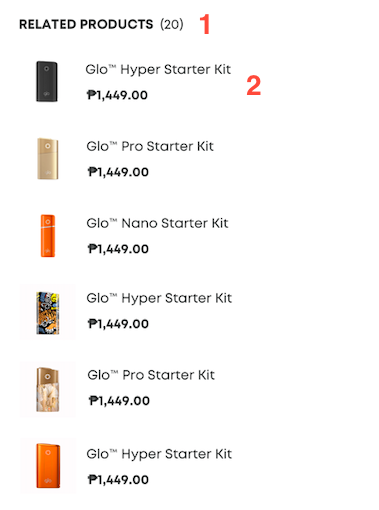 RELATED PRODUCTS (20) 1
Glo™ Hyper Starter Kit
₱1,449.00
2
Glo™ Pro Starter Kit
₱1,449.00
Glo™ Nano Starter Kit
₱1,449.00
Glo™ Hyper Starter Kit
₱1,449.00
Glo™ Pro Starter Kit
₱1,449.00
Glo™ Hyper Starter Kit
₱1,449.00